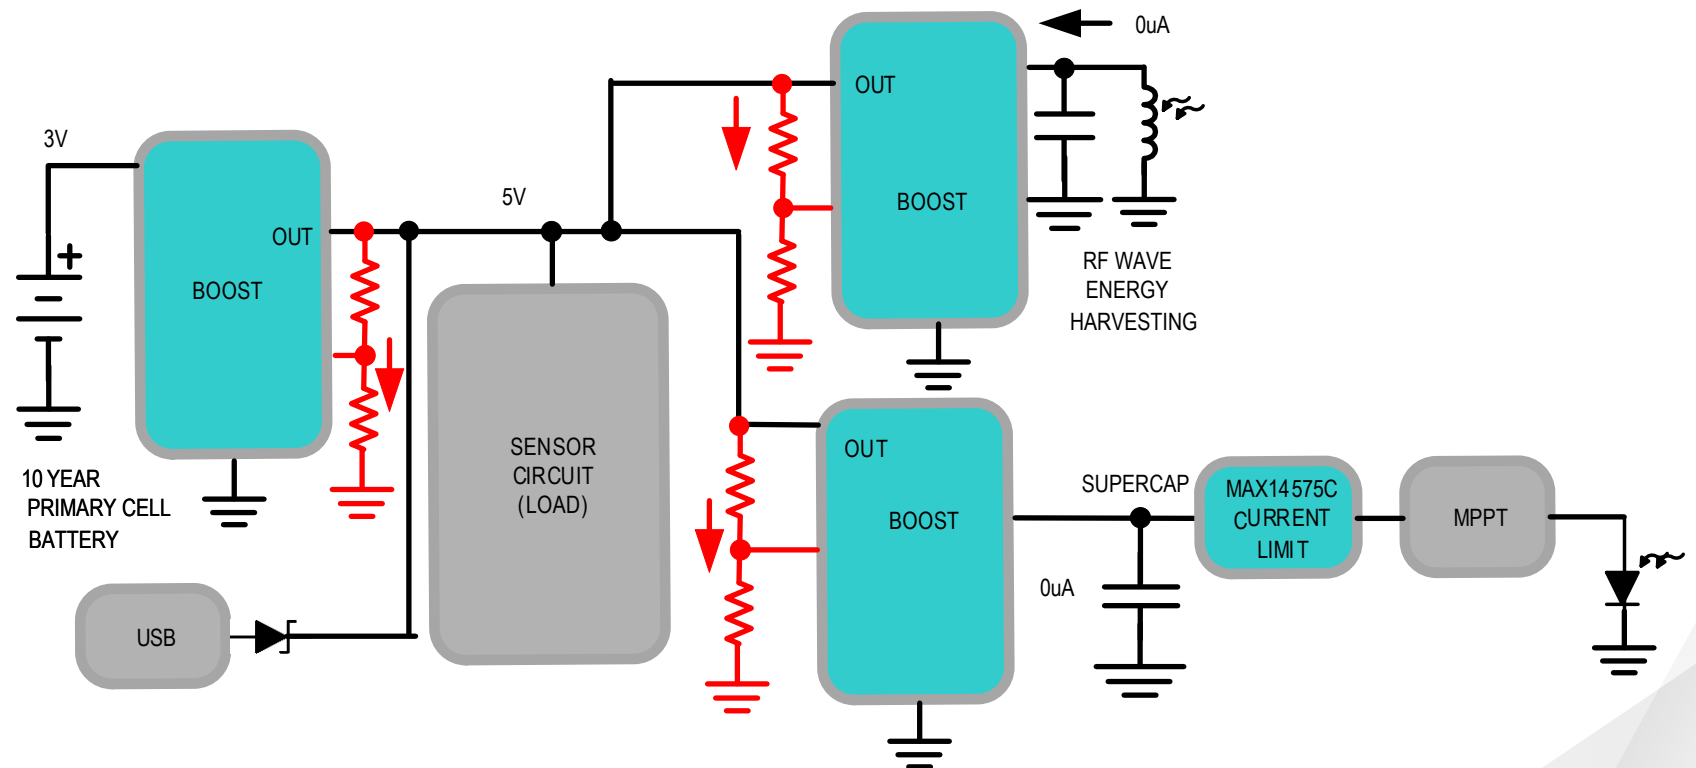 0uA
OUT
3V
5V
BOOST
OUT
RF WAVE
ENERGY
HARVESTING
BOOST
SENSOR
CIRCUIT
(LOAD)
OUT
10 YEAR
PRIMARY CELL
BATTERY
SUPERCAP
MAX14575C
CURRENT
LIMIT
MPPT
BOOST
0uA
USB